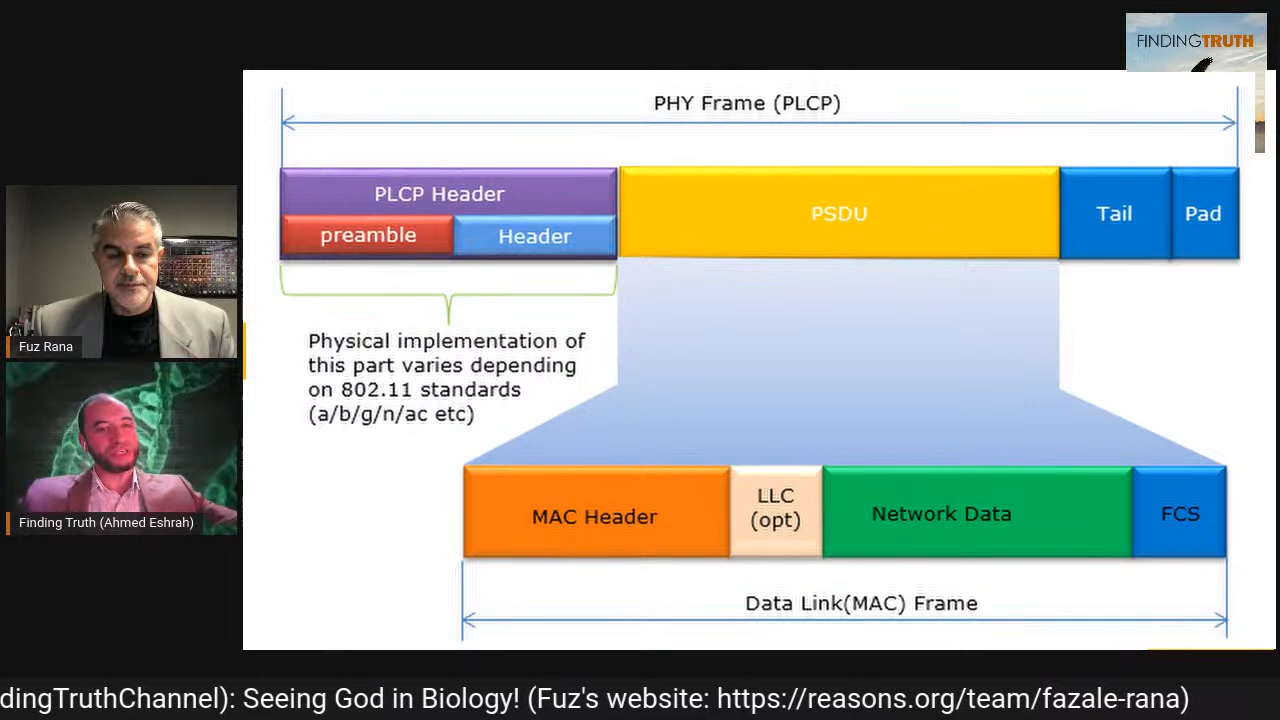 FINDINGTRUTH
PHY Frame (PLCP)
PLCP Header
preamble
Header
PSDU
Tail
Pad
Fuz Rana
Physical implementation of
this part varies depending
on 802.11 standards
(a/b/g/n/ac etc)
MAC Header
LLC
(opt)
Network Data
FCS
Finding Truth (Ahmed Eshrah)
Data Link(MAC) Frame
dingTruthChannel): Seeing God in Biology! (Fuz's website: https://reasons.org/team/fazale-rana)